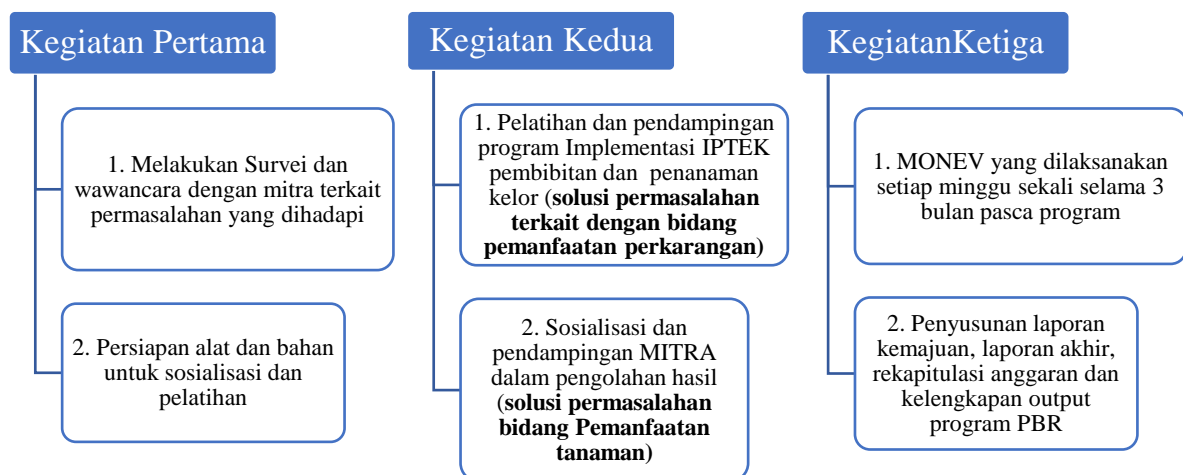 Kegiatan Pertama
1. Melakukan Survei dan
wawancara dengan mitra terkait
permasalahan yang dihadapi
2. Persiapan alat dan bahan
untuk sosialisasi dan
pelatihan
Kegiatan Kedua
1. Pelatihan dan pendampingan
program Implementasi IPTEK
pembibitan dan penanaman
kelor (solusi permasalahan
terkait dengan bidang
pemanfaatan perkarangan)
2. Sosialisasi dan
pendampingan MITRA
dalam pengolahan hasil
(solusi permasalahan
bidang Pemanfaatan
tanaman)
KegiatanKetiga
1. MONEV yang dilaksanakan
setiap minggu sekali selama 3
bulan pasca program
2. Penyusunan laporan
kemajuan, laporan akhir,
rekapitulasi anggaran dan
kelengkapan output
program PBR